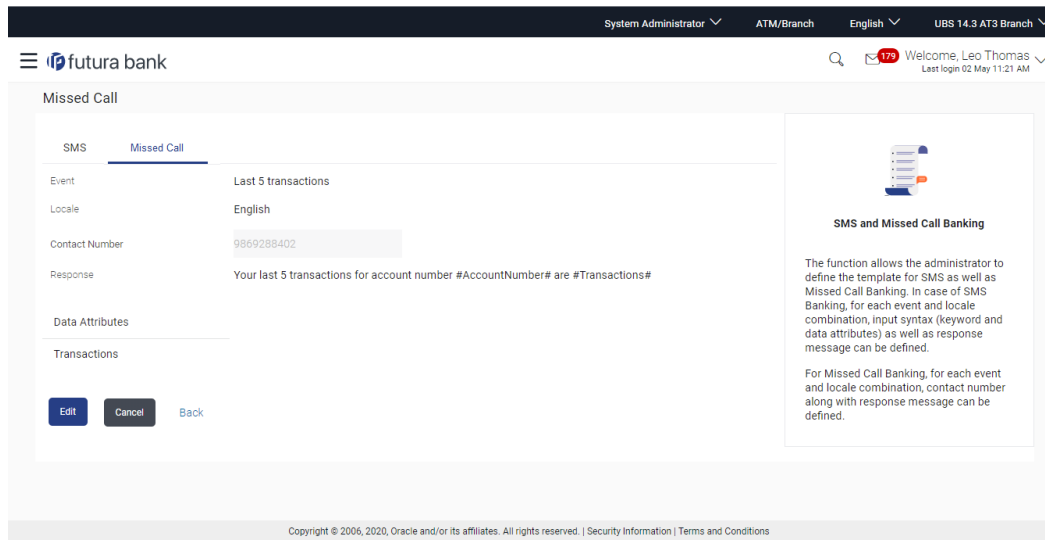 System Administrator ATM/Branch English UBS 14.3 AT3 Branch
futura bank 179 Welcome, Leo Thomas
Last login 02 May 11:21 AM
Missed Call
SMS Missed Call
Event Last 5 transactions
Locale English
Contact Number 9869288402
Response Your last 5 transactions for account number #AccountNumber# are #Transactions#
Data Attributes
Transactions
Edit Cancel Back
SMS and Missed Call Banking
The function allows the administrator to
define the template for SMS as well as
Missed Call Banking. In case of SMS
Banking, for each event and locale
combination, input syntax (keyword and
data attributes) as well as response
message can be defined.
For Missed Call Banking, for each event
and locale combination, contact number
along with response message can be
defined.
Copyright © 2006, 2020, Oracle and/or its affiliates. All rights reserved. | Security Information | Terms and Conditions